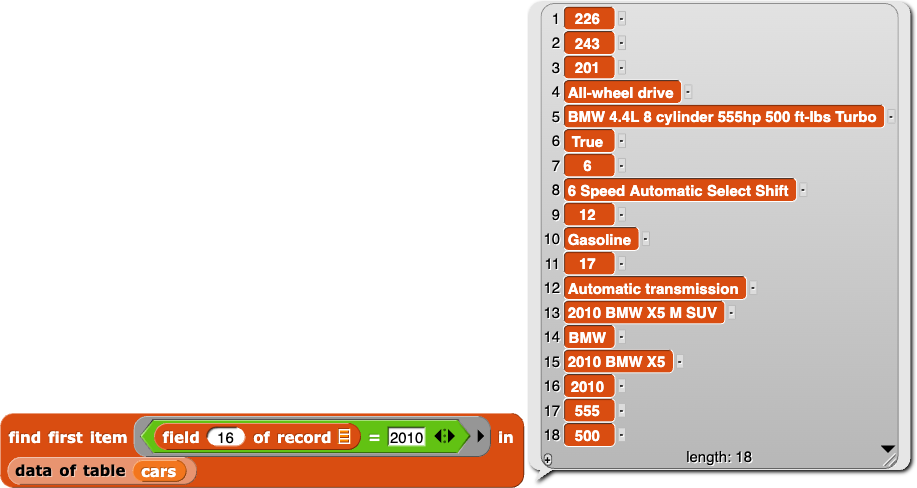 1 226
2 243
3 201
4 All-wheel drive
5 BMW 4.4L 8 cylinder 555hp 500 ft-lbs Turbo
6 True
7 6
8 6 Speed Automatic Select Shift
9 12
10 Gasoline
11 17
12 Automatic transmission
13 2010 BMW X5 M SUV
14 BMW
15 2010 BMW X5
16 2010
17 555
18 500
length: 18
find first item field 16 of record = 2010 in
data of table cars